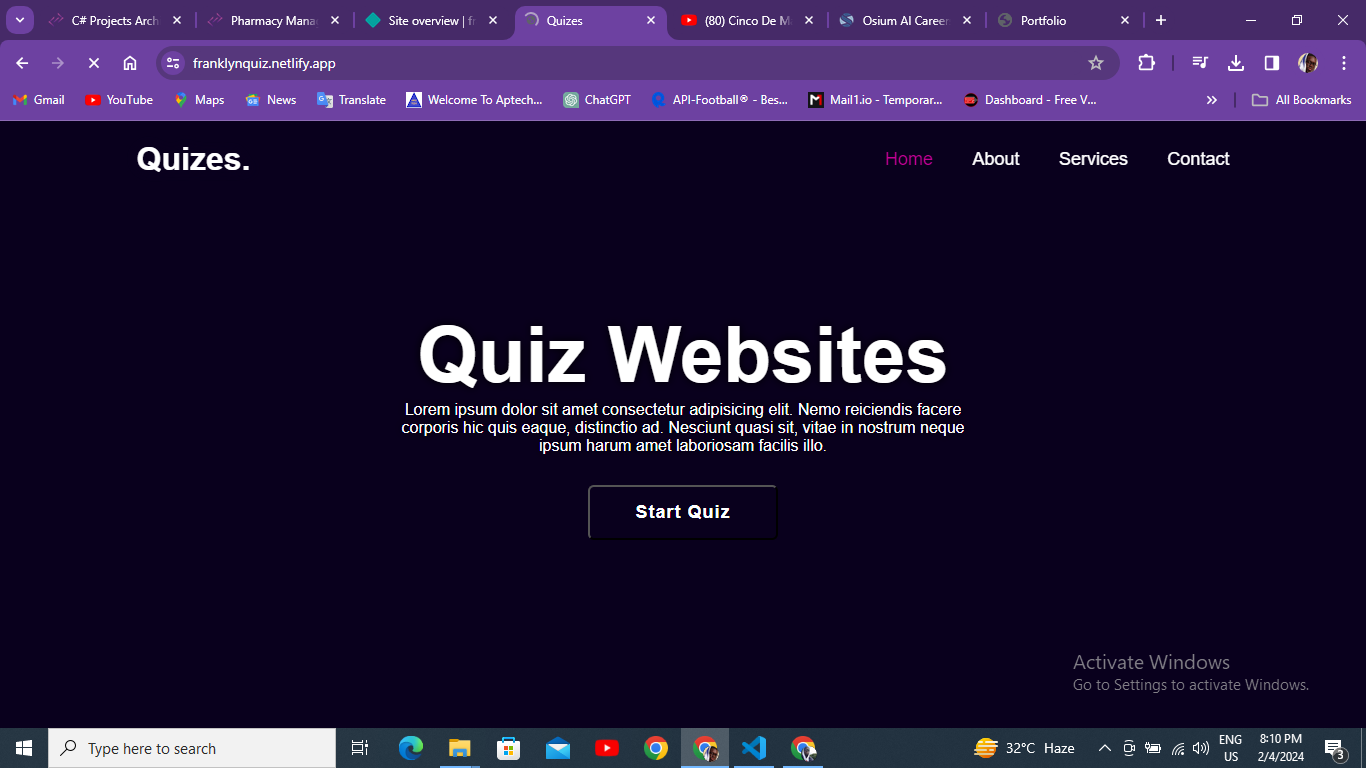 C# Projects Arch
Pharmacy Manag
Site overview | fr
Quizes
(80) Cinco De Ma
Osium AI Career
Portfolio
franklynquiz.netlify.app
Gmail
YouTube
Maps
News
Translate
Welcome To Aptech...
ChatGPT
API-Football® - Bes...
Mail1.io - Temporar...
Dashboard - Free V...
All Bookmarks
Quizes.
Home
About
Services
Contact
Quiz Websites
Lorem ipsum dolor sit amet consectetur adipisicing elit. Nemo reiciendis facere
corporis hic quis eaque, distinctio ad. Nesciunt quasi sit, vitae in nostrum neque
ipsum harum amet laboriosam facilis illo.
Start Quiz
Activate Windows
Go to Settings to activate Windows.
Type here to search
32°C Haze
ENG
US
8:10 PM
2/4/2024
3